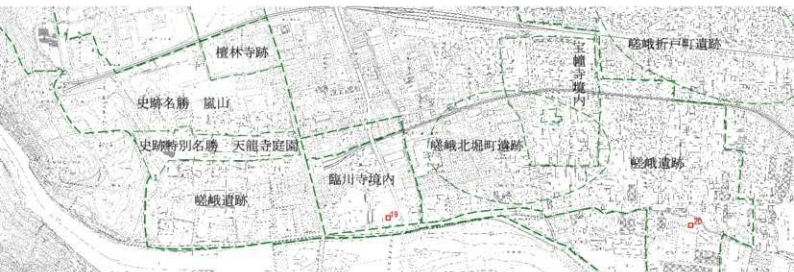 檀林寺跡
宝幢寺境内
嵯峨折戸町遺跡
史跡名勝 嵐山
史跡特別名勝 天龍寺庭園
嵯峨北堀町遺跡
嵯峨遺跡
臨川寺境内
嵯峨遺跡
19
20